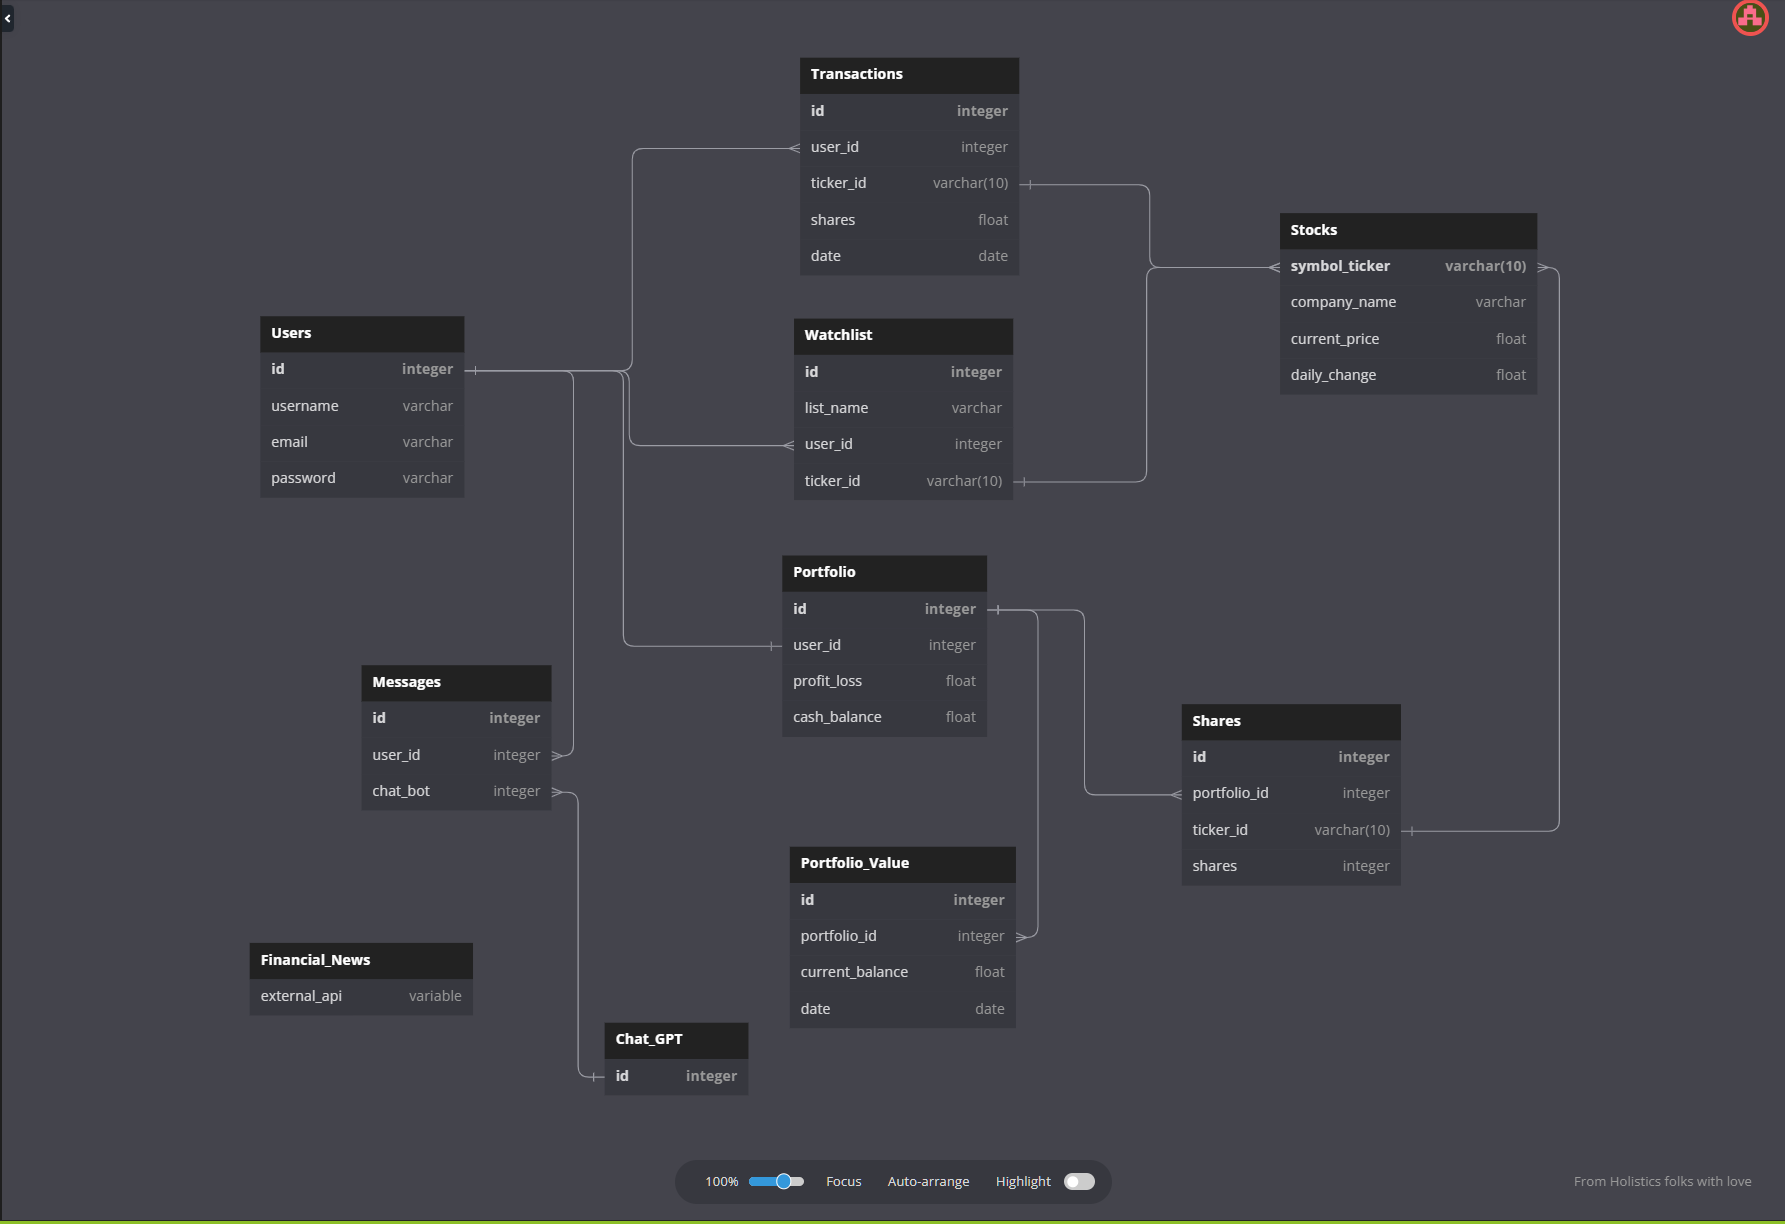 Transactions
id integer
user_id integer
ticker_id varchar(10)
shares float
date date
Stocks
symbol_ticker varchar(10)
company_name varchar
current_price float
daily_change float
Users
id integer
username varchar
email varchar
password varchar
Watchlist
id integer
list_name varchar
user_id integer
ticker_id varchar(10)
Portfolio
id integer
user_id integer
profit_loss float
cash_balance float
Messages
id integer
user_id integer
chat_bot integer
Shares
id integer
portfolio_id integer
ticker_id varchar(10)
shares integer
Portfolio_Value
id integer
portfolio_id integer
current_balance float
date date
Financial_News
external_api variable
Chat_GPT
id integer
100% Focus Auto-arrange Highlight
From Holistics folks with love